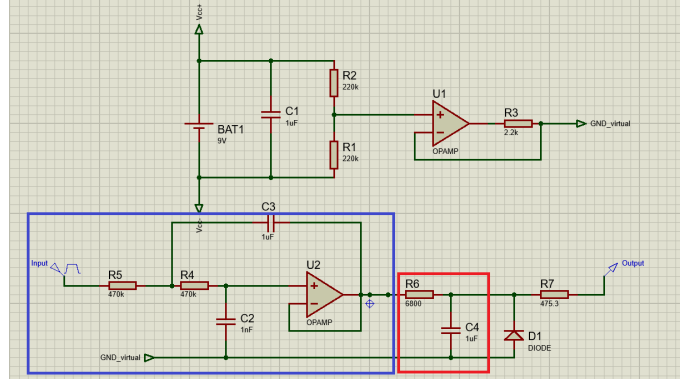 Vcc+
R2
220k
C1
1uF
BAT1
9V
R1
220k
U1
+
−
OPAMP
R3
2.2k
GND_virtual
Vcc-
C3
1uF
Input
R5
470k
R4
470k
U2
+
−
OPAMP
C2
1nF
GND_virtual
R6
6800
C4
1uF
D1
DIODE
R7
475.3
Output